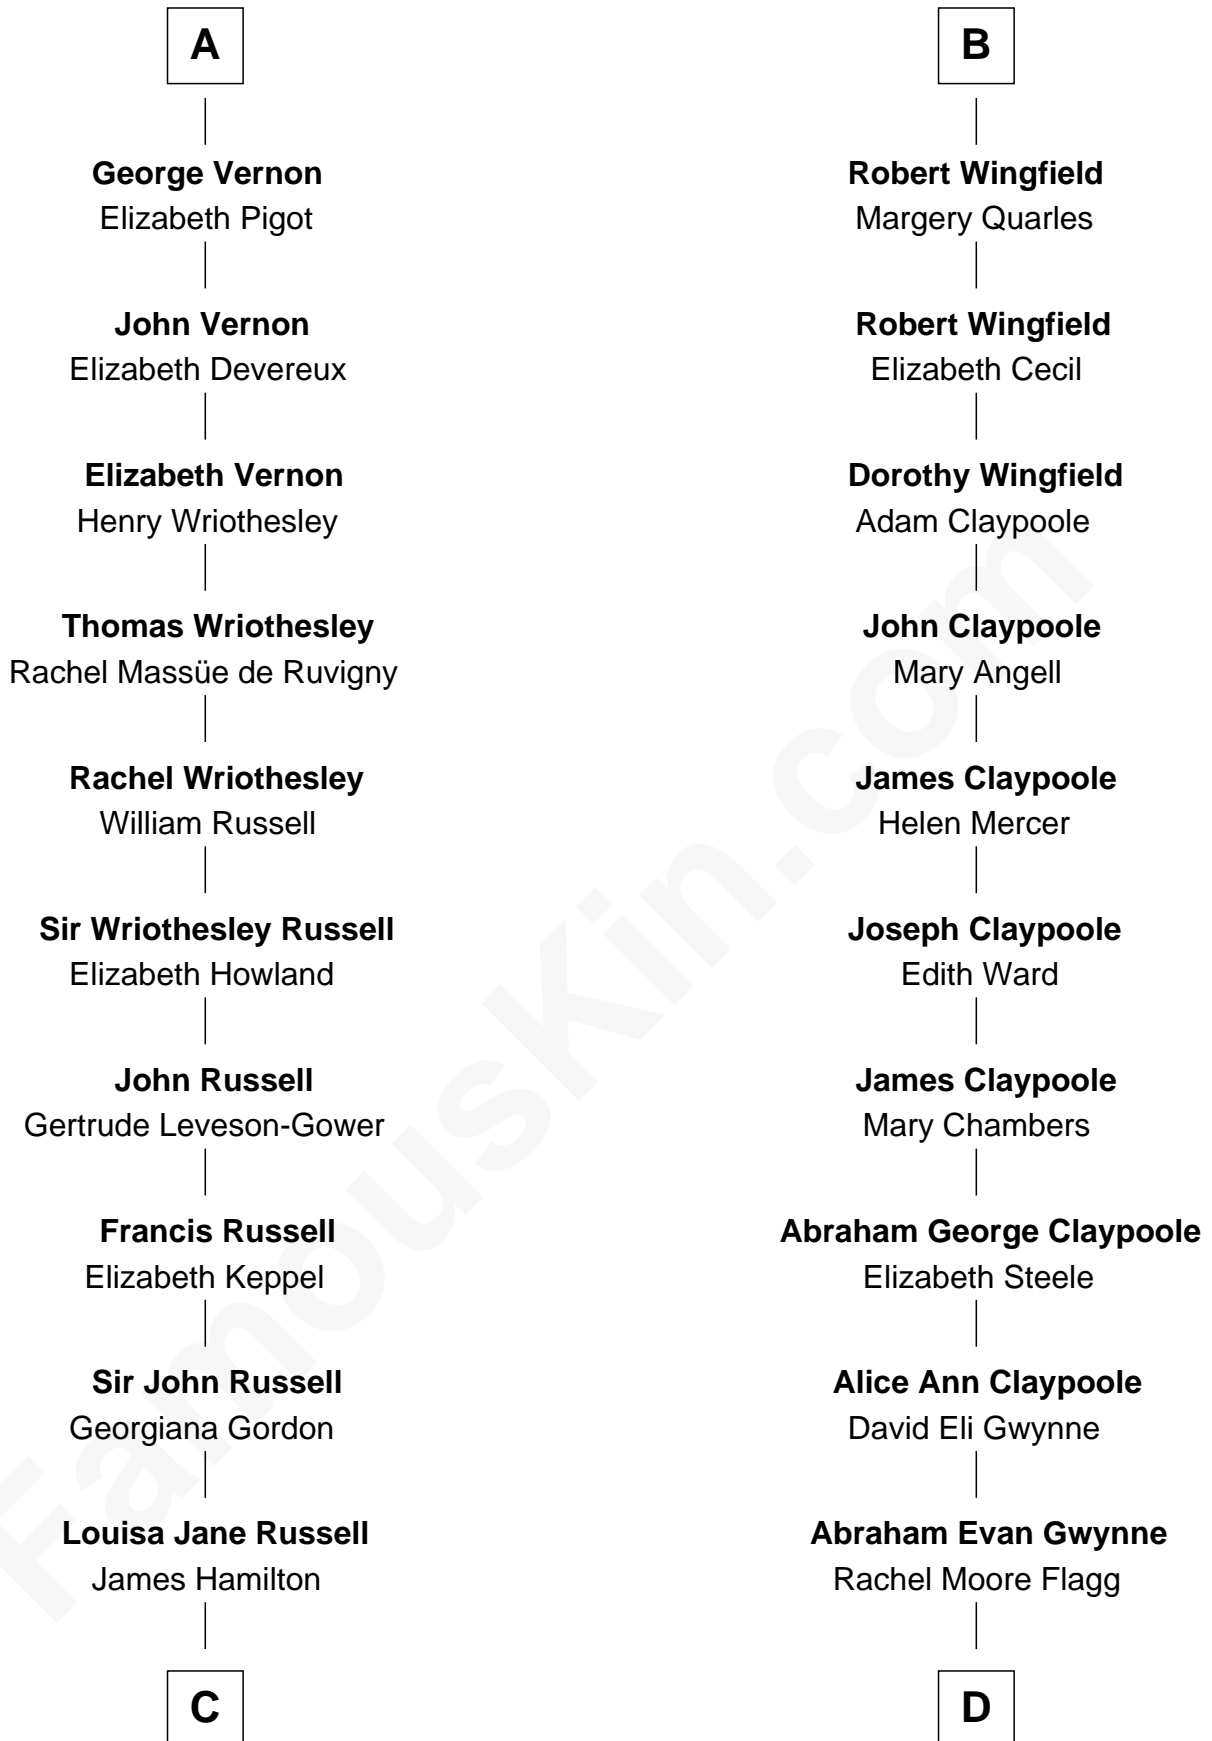 A
George Vernon
Elizabeth Pigot
John Vernon
Elizabeth Devereux
Elizabeth Vernon
Henry Wriothesley
Thomas Wriothesley
Rachel Massüe de Ruvigny
Rachel Wriothesley
William Russell
Sir Wriothesley Russell
Elizabeth Howland
John Russell
Gertrude Leveson-Gower
Francis Russell
Elizabeth Keppel
Sir John Russell
Georgiana Gordon
Louisa Jane Russell
James Hamilton
C
B
Robert Wingfield
Margery Quarles
Robert Wingfield
Elizabeth Cecil
Dorothy Wingfield
Adam Claypoole
John Claypoole
Mary Angell
James Claypoole
Helen Mercer
Joseph Claypoole
Edith Ward
James Claypoole
Mary Chambers
Abraham George Claypoole
Elizabeth Steele
Alice Ann Claypoole
David Eli Gwynne
Abraham Evan Gwynne
Rachel Moore Flagg
D
FamousKin.com